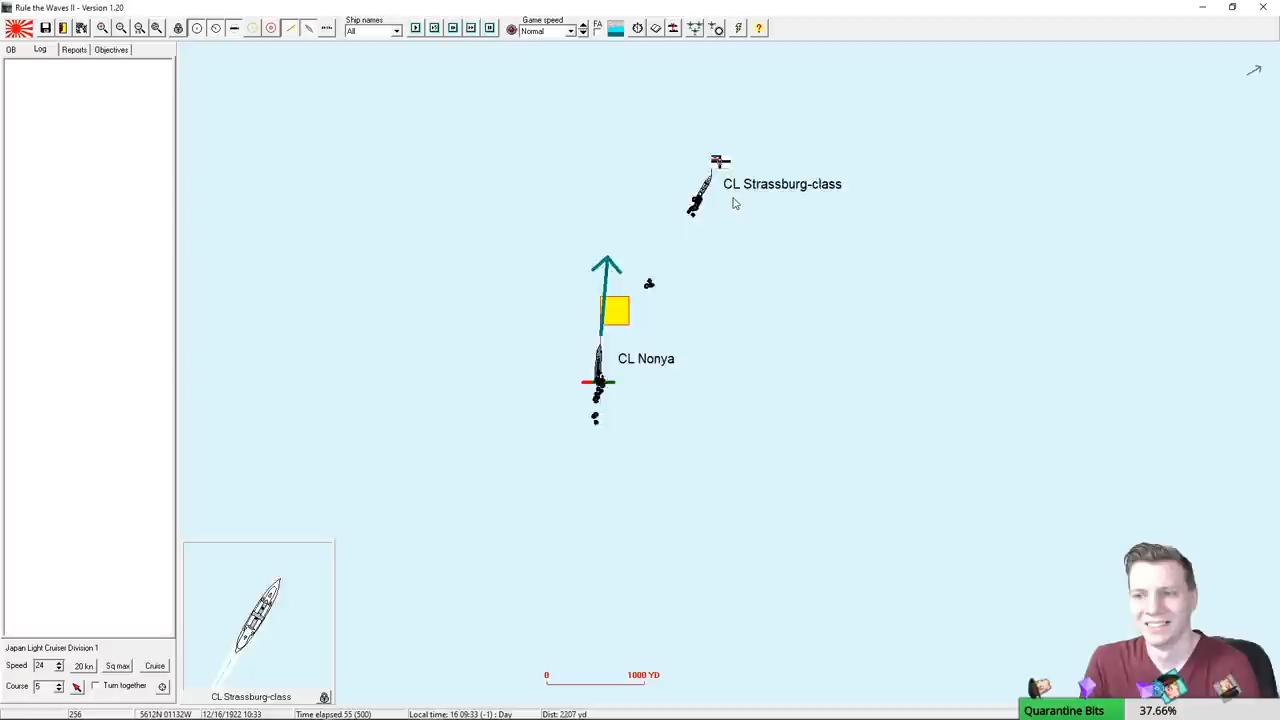 Rule the Waves II - Version 1.20
Ship names
All
Game speed
Normal
FA
OB
Log
Reports
Objectives
CL Strassburg-class
CL Nonya
Japan Light Cruiser Division 1
Speed
24
20 kn
Sq max
Cruise
Course
5
Turn together
CL Strassburg-class
0
1000 YD
256
5612N 01132W
12/16/1922 10:33
Time elapsed 55 (500)
Local time: 16 09:33 (-1) : Day
Dist: 2207 yd
Quarantine Bits
37.66%